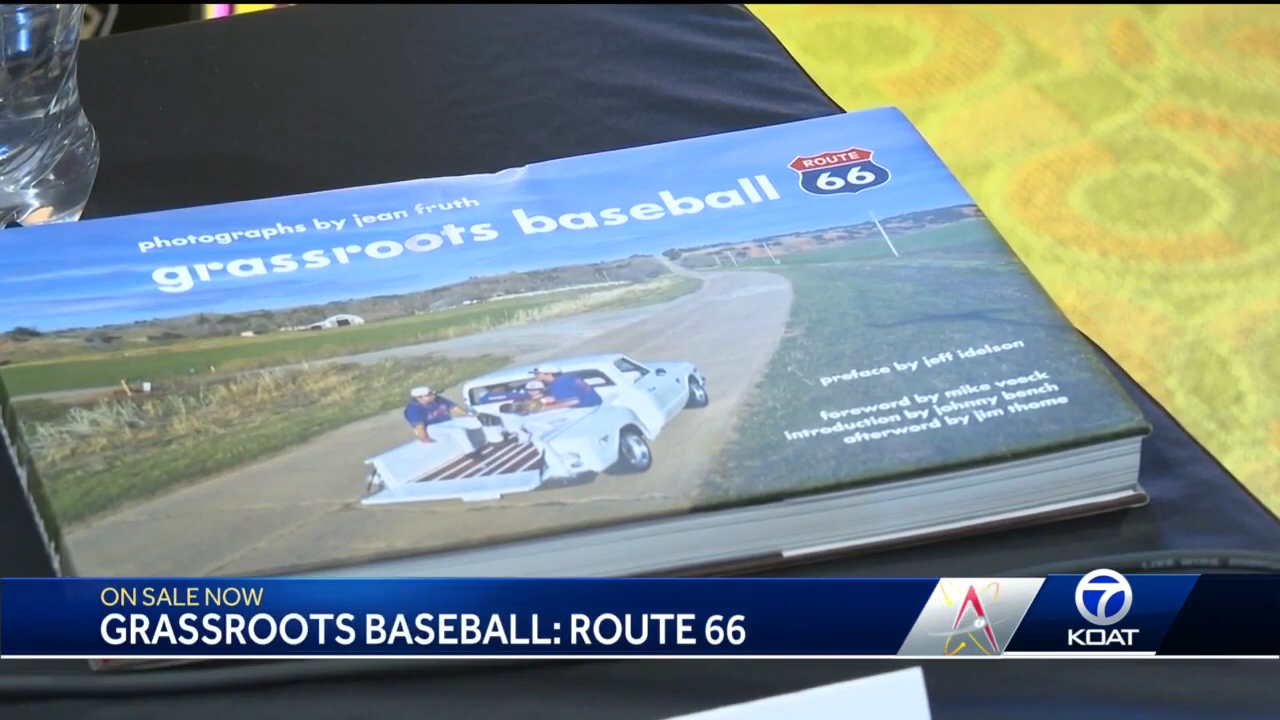 photographs by jean fruth
grassroots baseball
ROUTE
66
preface by jeff idelson
foreword by mike veeck
introduction by johnny bench
afterword by jim thome
ON SALE NOW
GRASSROOTS BASEBALL: ROUTE 66
7
KOAT